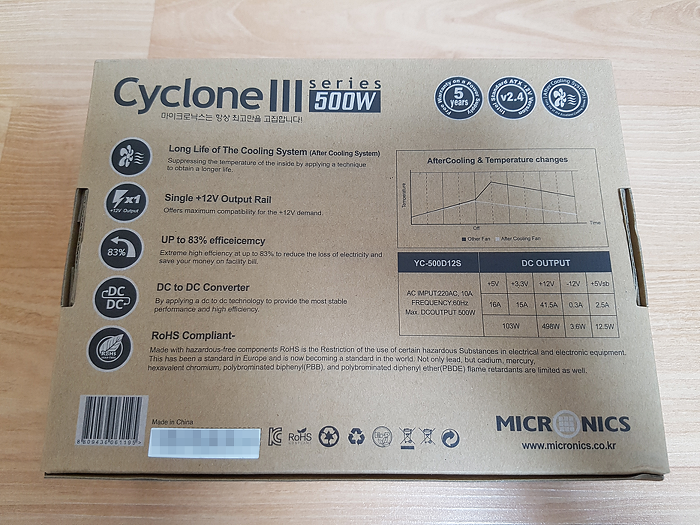 Cyclone III series 500W
마이크로닉스는 항상 최고만을 고집합니다!
5 years
v2.4
Long Life of The Cooling System (After Cooling System)
Suppressing the temperature of the inside by applying a technique
to obtain a longer life.
x1
+12V Output
Single +12V Output Rail
Offers maximum compatibility for the +12V demand.
83%
UP to 83% efficeicemcy
Extreme high efficiency at up to 83% to reduce the loss of electricity and
save your money on facility bill.
DC
DC
DC to DC Converter
By applying a dc to dc technology to provide the most stable
performance and high efficiency.
RoHS
RoHS Compliant-
Made with hazardous-free components RoHS is the Restriction of the use of certain hazardous Substances in electrical and electronic equipment.
This has been a standard in Europe and is now becoming a standard in the world. Not only lead, but cadium, mercury,
hexavalent chromium, polybrominated biphenyl(PBB), and polybrominated diphenyl ether(PBDE) flame retardants are limited as well.
AfterCooling & Temperature changes
Temperature
Off
Time
Other Fan After Cooling Fan
YC-500D12S DC OUTPUT
AC INPUT:220AC, 10A
FREQUENCY:60Hz
Max. DCOUTPUT 500W
+5V +3.3V +12V -12V +5Vsb
16A 15A 41.5A 0.3A 2.5A
103W 498W 3.6W 12.5W
Made in China
RoHS
MICRONICS
www.micronics.co.kr